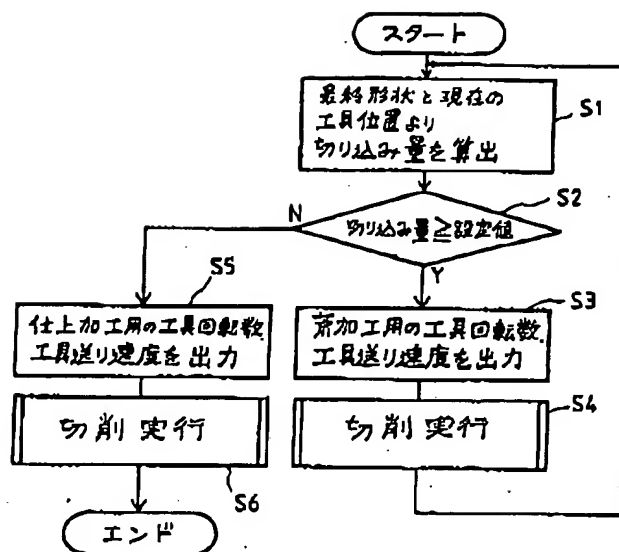 スタート
最終形状と現在の
工具位置より
切り込み量を算出
S1
S2
切り込み量≧設定値
N
Y
S5
仕上加工用の工具回転数.
工具送り速度を出力
S3
荒加工用の工具回転数.
工具送り速度を出力
切削実行
S6
切削実行
S4
エンド